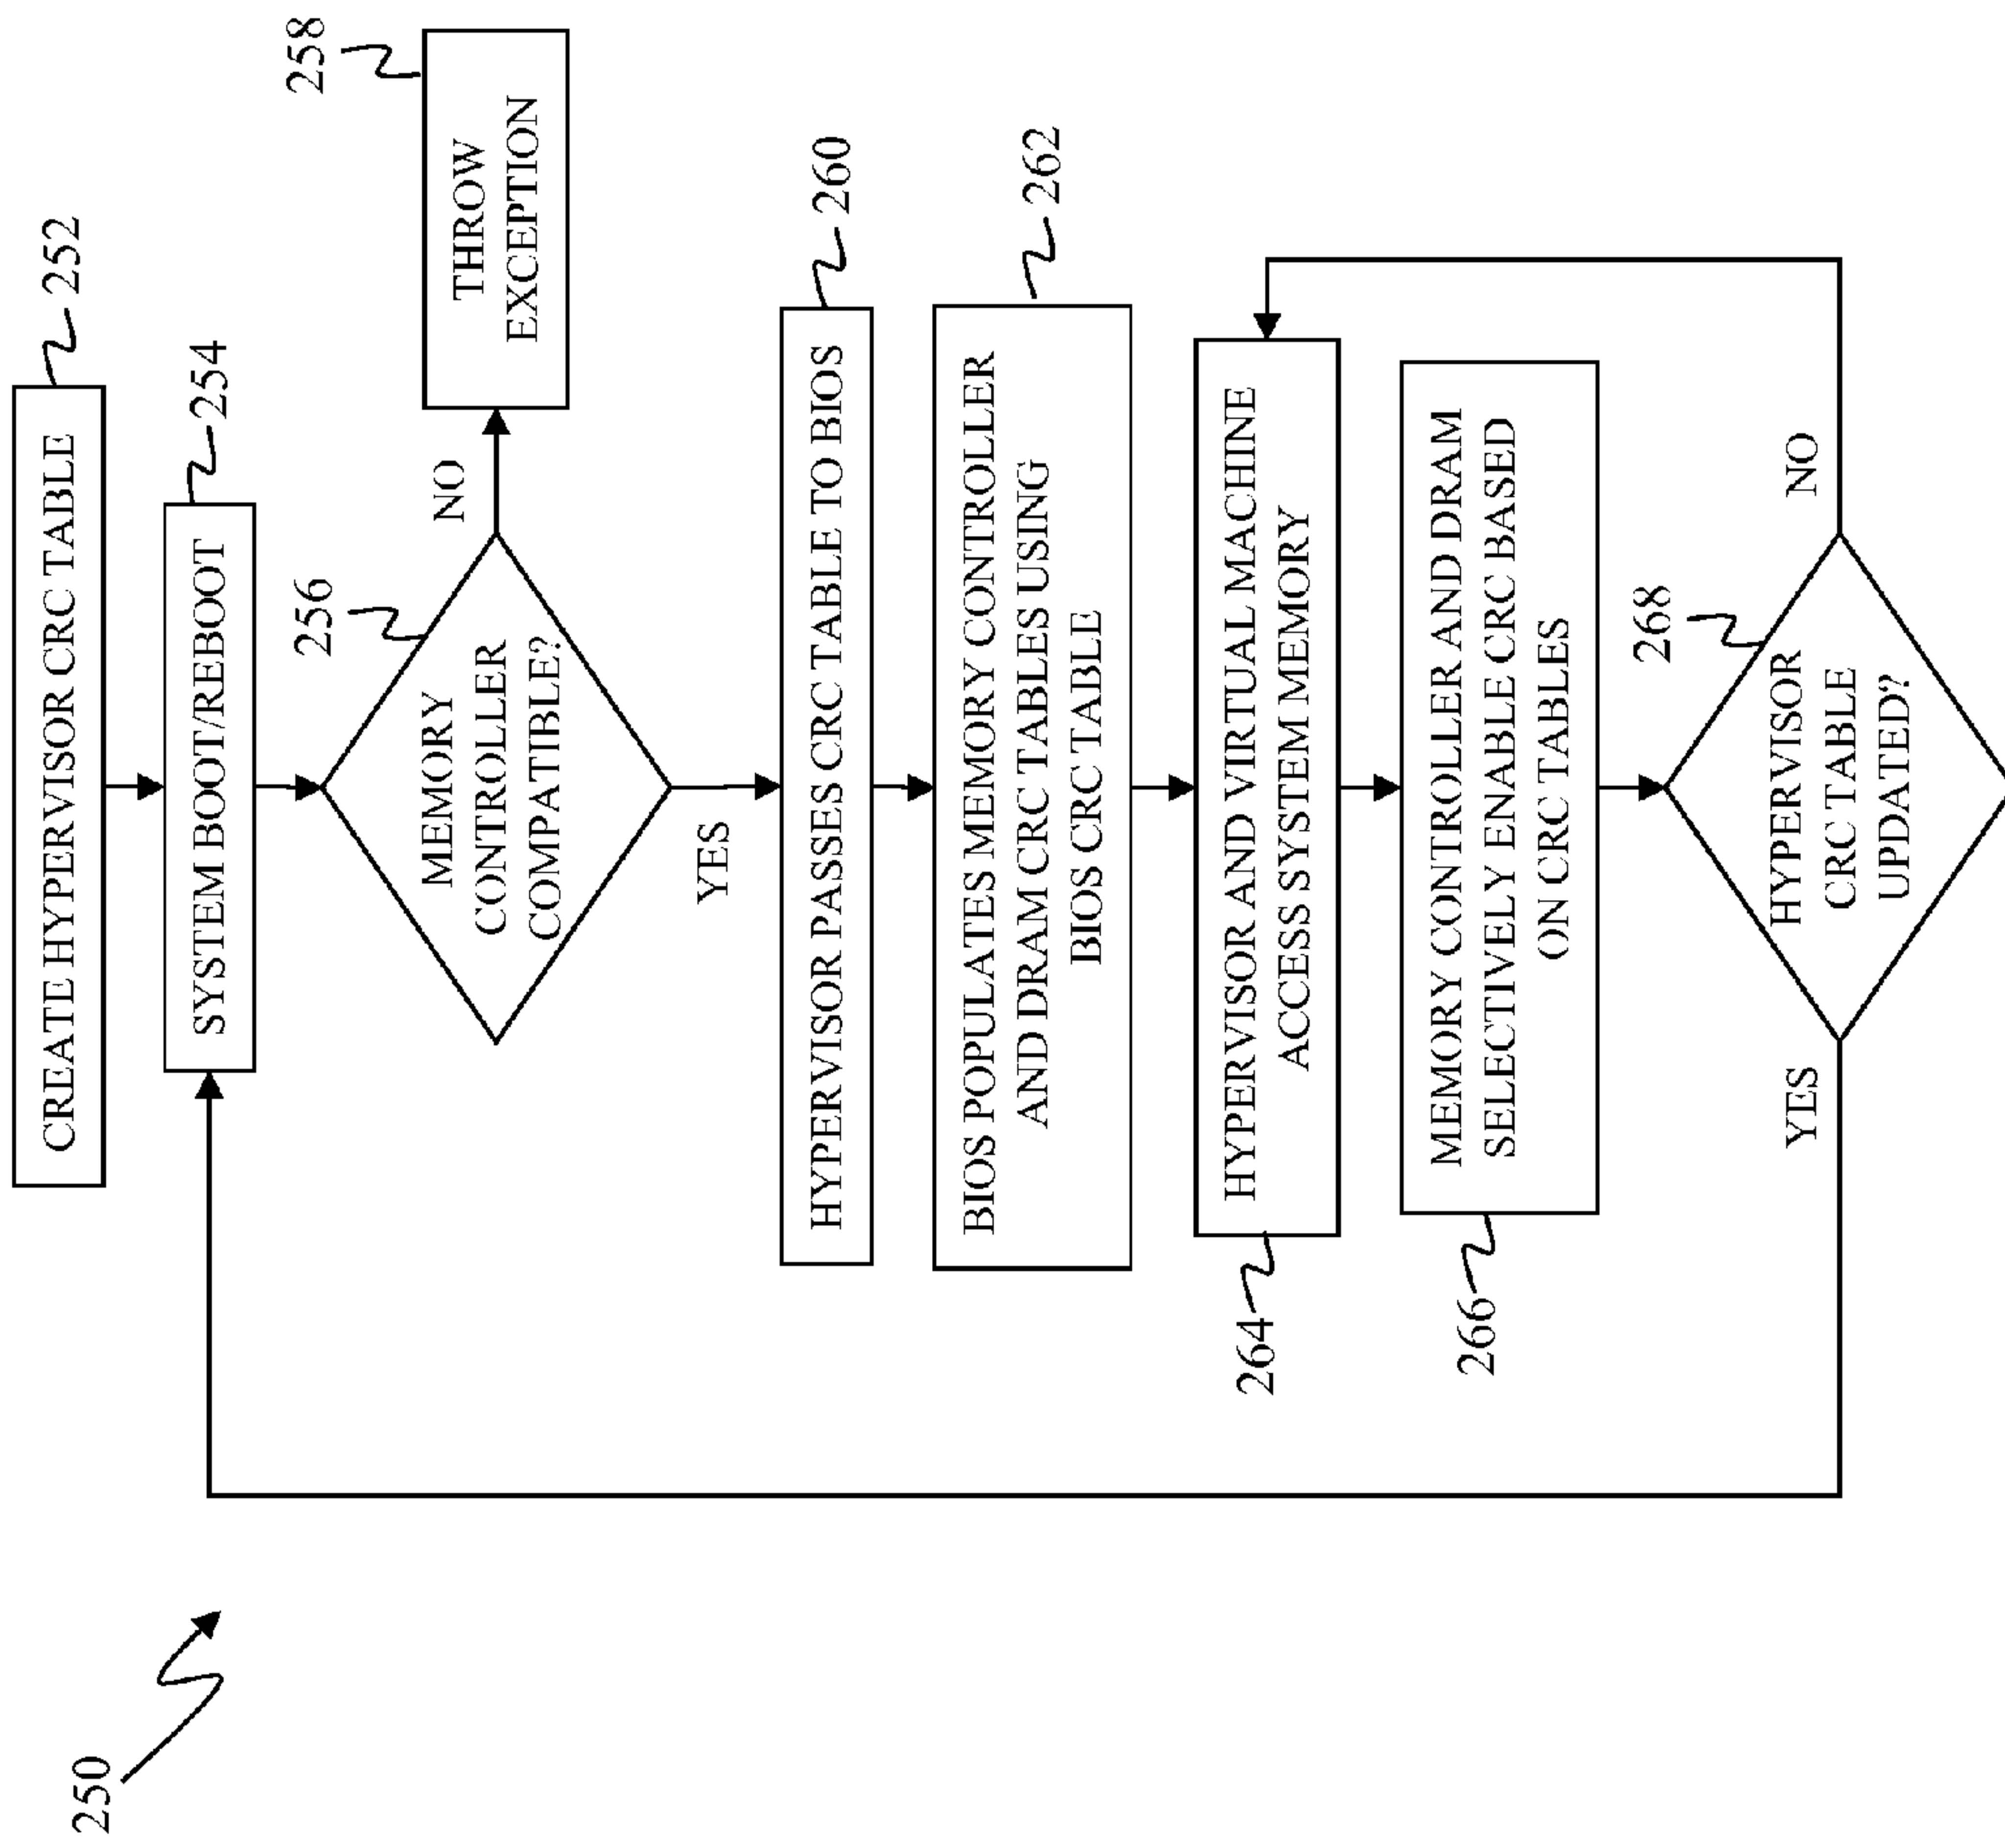 250
CREATE HYPERVISOR CRC TABLE
252
SYSTEM BOOT/REBOOT
254
MEMORY
CONTROLLER
COMPATIBLE?
256
NO
THROW
EXCEPTION
258
YES
HYPERVISOR PASSES CRC TABLE TO BIOS
260
BIOS POPULATES MEMORY CONTROLLER
AND DRAM CRC TABLES USING
BIOS CRC TABLE
262
HYPERVISOR AND VIRTUAL MACHINE
ACCESS SYSTEM MEMORY
264
MEMORY CONTROLLER AND DRAM
SELECTIVELY ENABLE CRC BASED
ON CRC TABLES
266
HYPERVISOR
CRC TABLE
UPDATED?
268
YES
NO